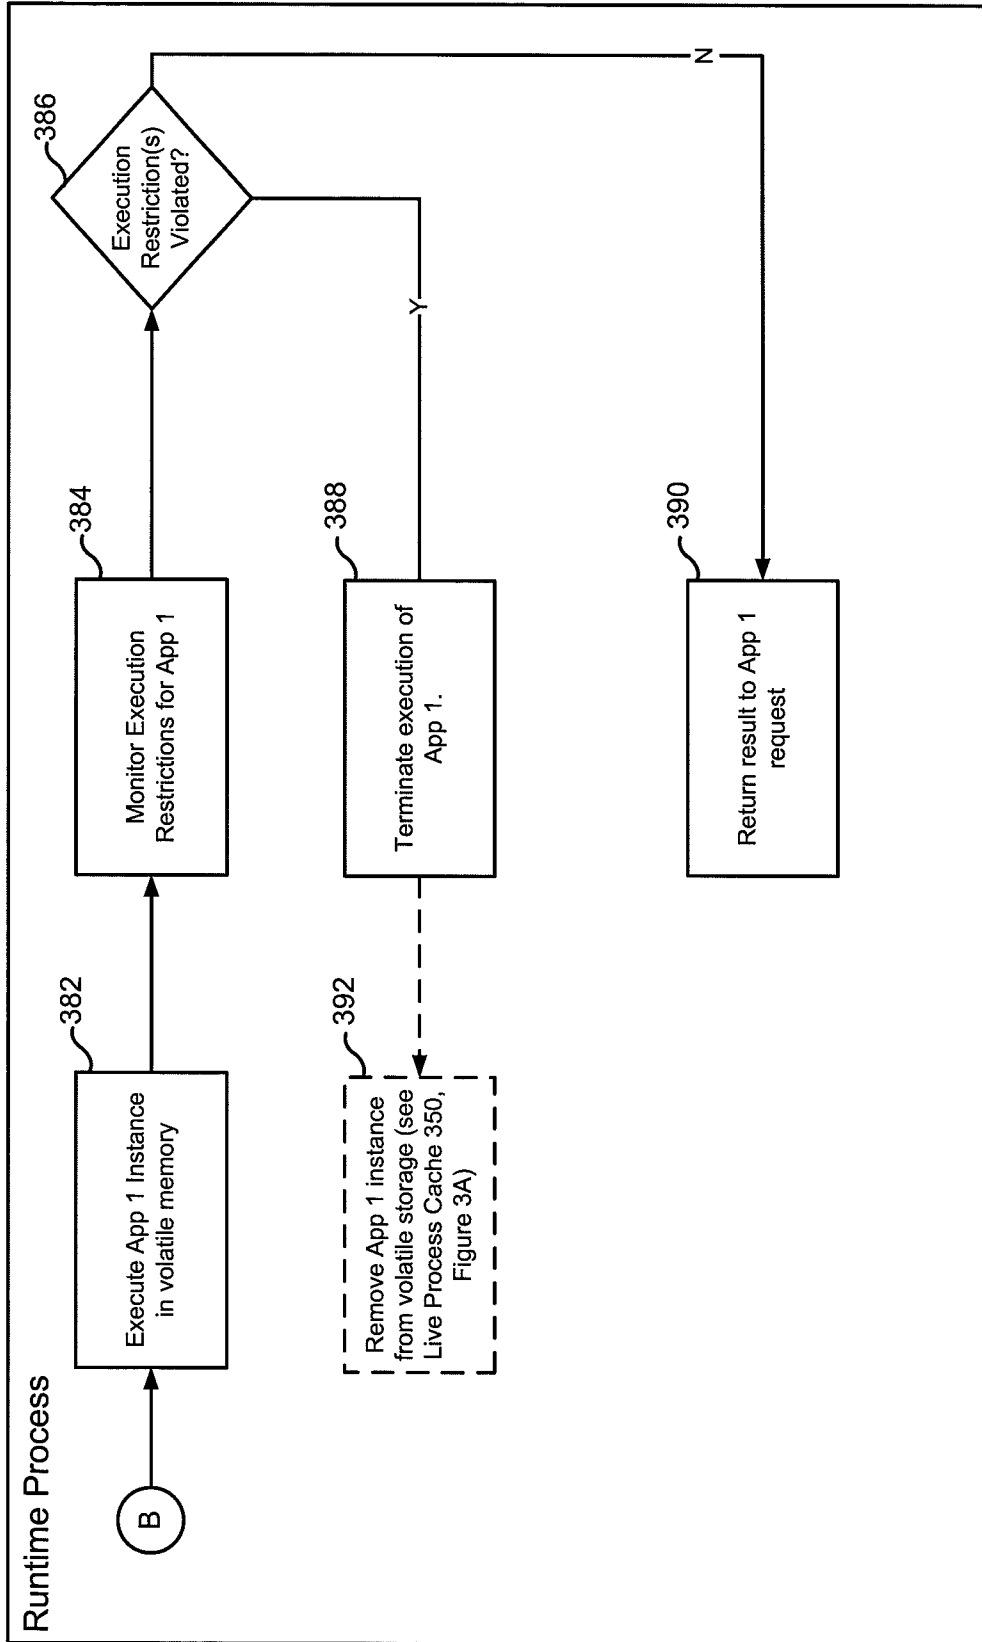 Runtime Process
B
382
Execute App 1 Instance
in volatile memory
384
Monitor Execution
Restrictions for App 1
386
Execution
Restriction(s)
Violated?
392
Remove App 1 instance
from volatile storage (see
Live Process Cache 350,
Figure 3A)
388
Terminate execution of
App 1.
Y
390
Return result to App 1
request
N